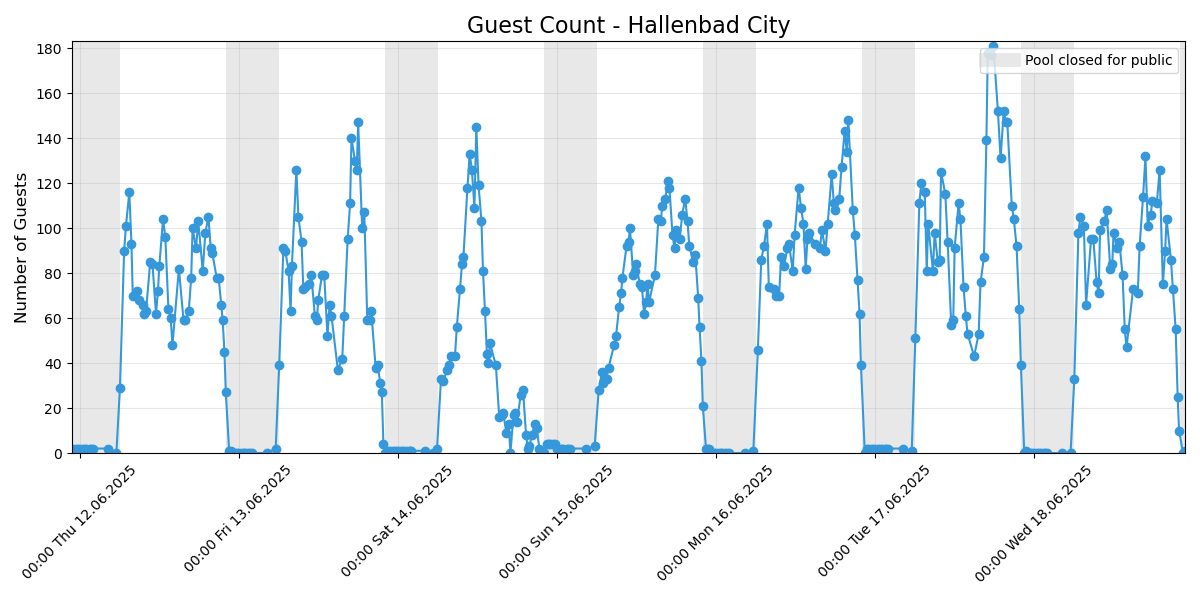 Guest Count - Hallenbad City
Pool closed for public
Number of Guests
180
160
140
120
100
80
60
40
20
0
00:00 Thu 12.06.2025
00:00 Fri 13.06.2025
00:00 Sat 14.06.2025
00:00 Sun 15.06.2025
00:00 Mon 16.06.2025
00:00 Tue 17.06.2025
00:00 Wed 18.06.2025